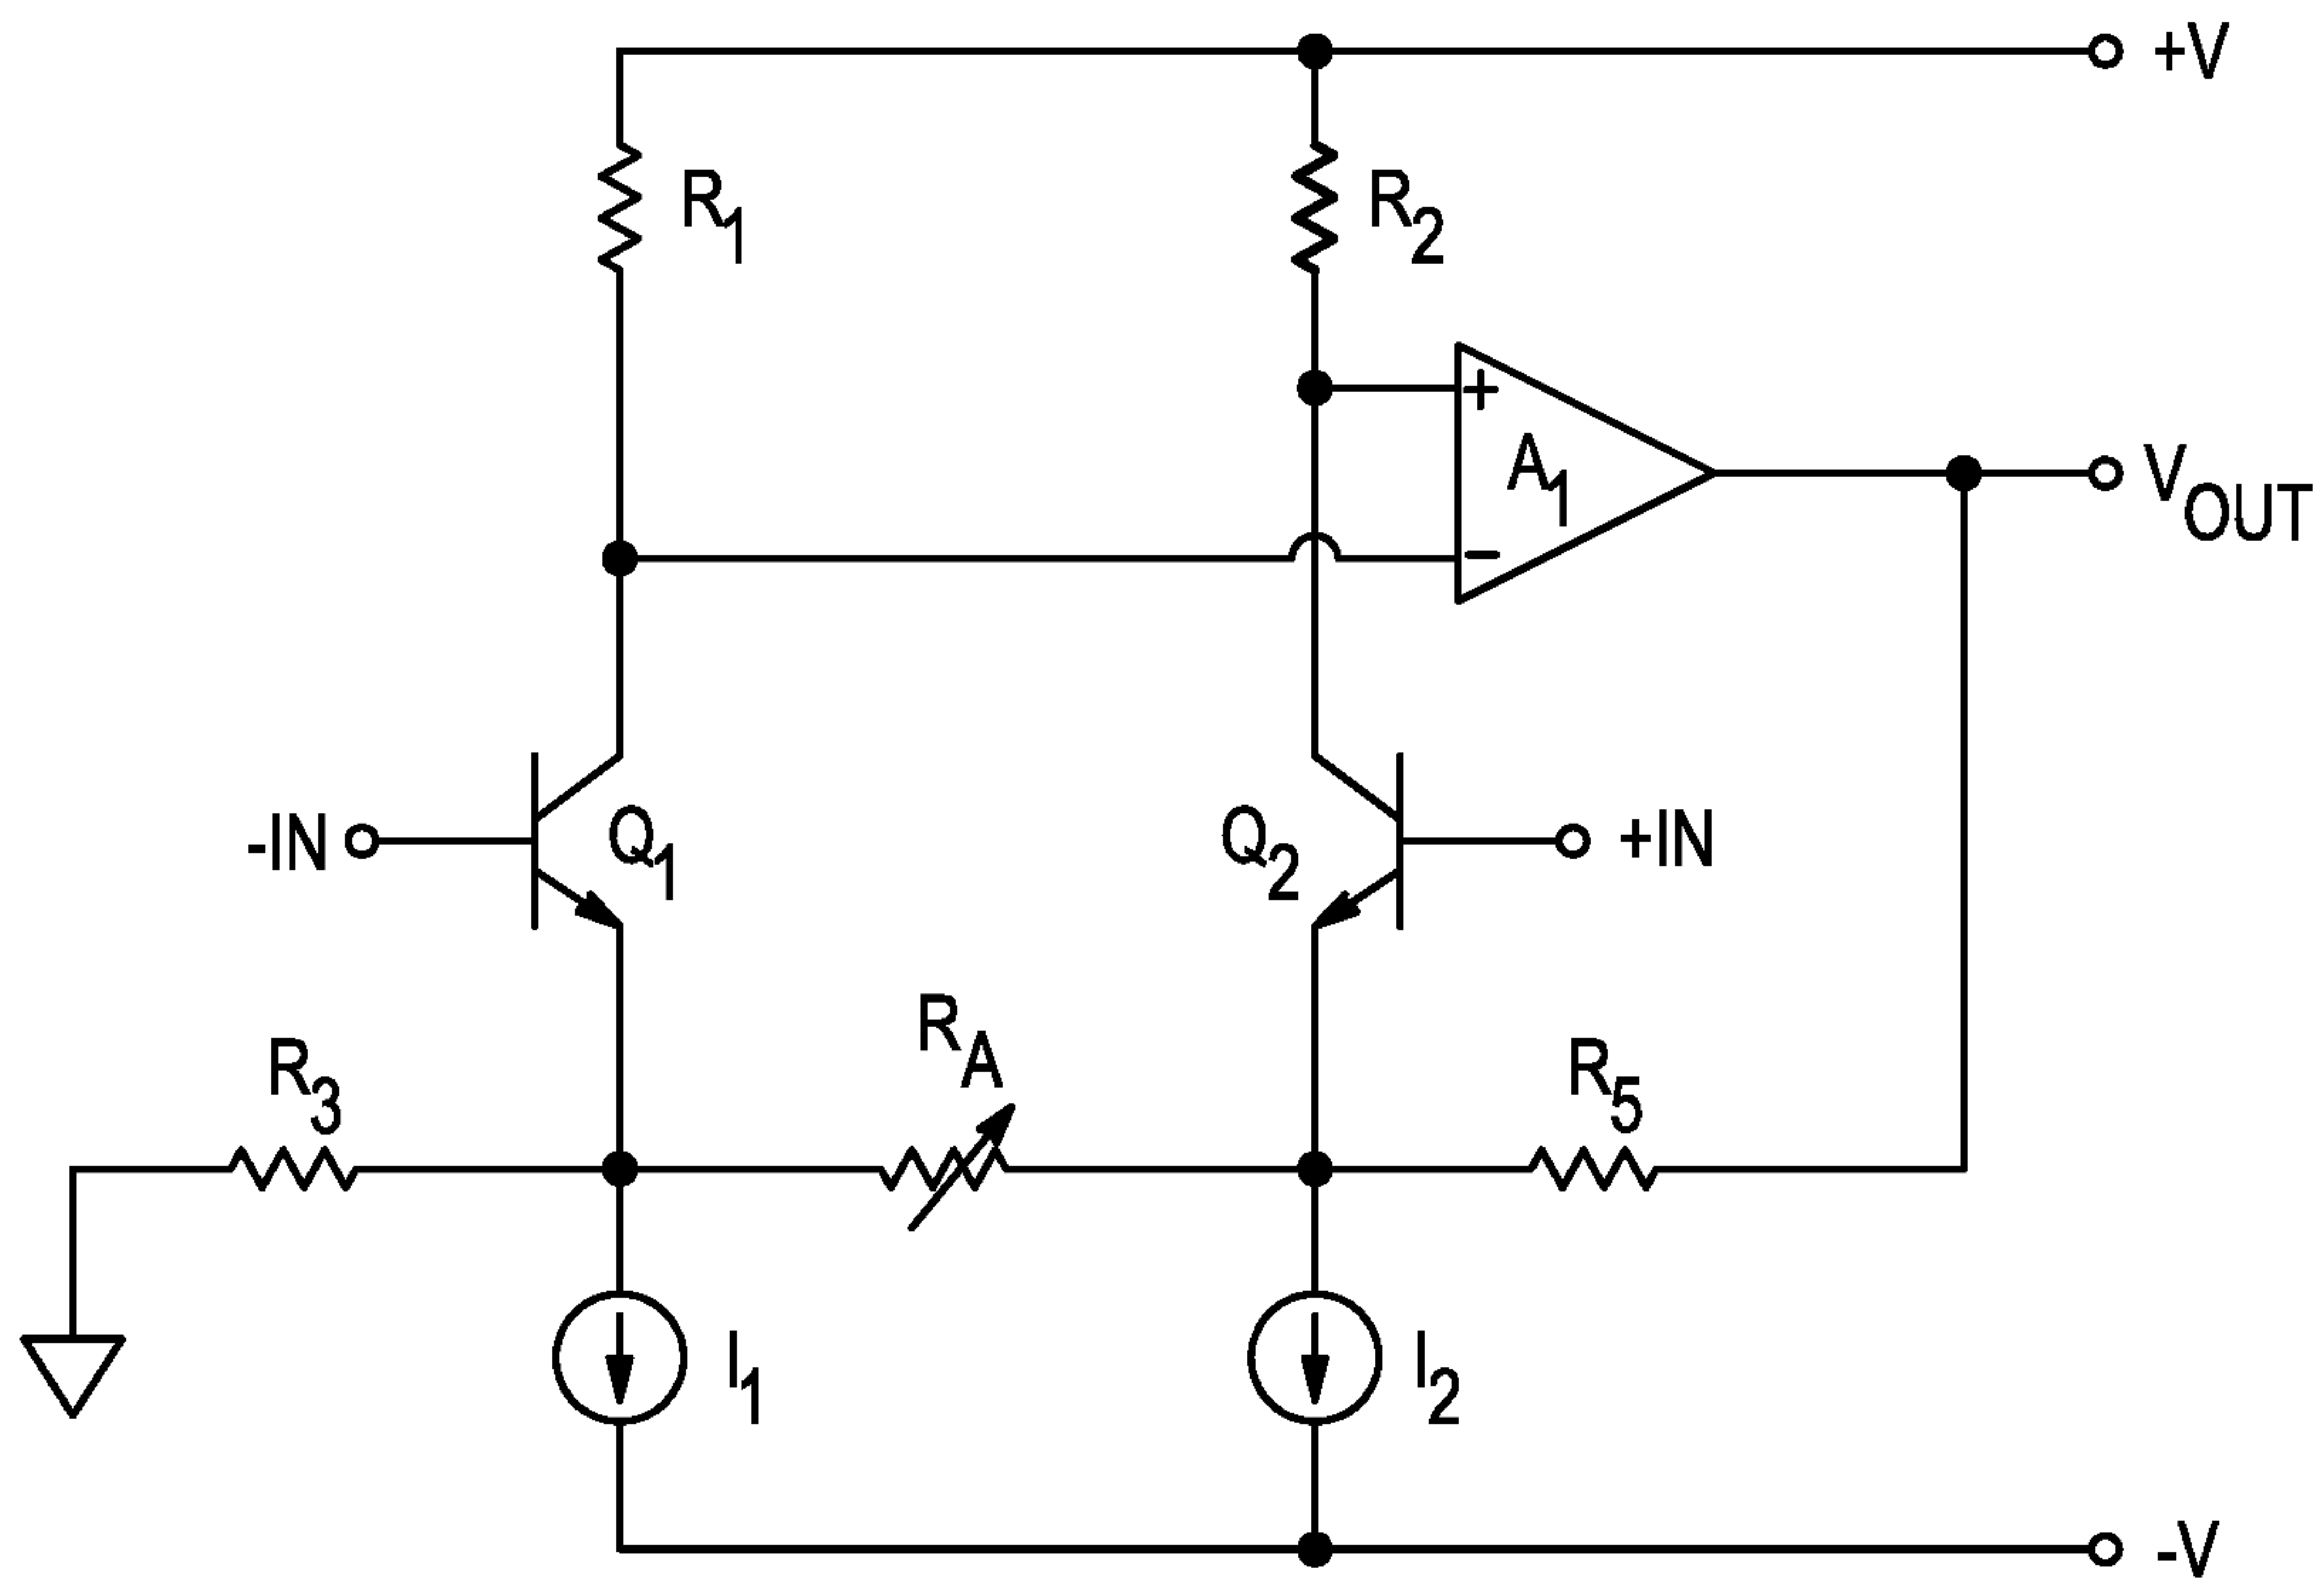 +V
R1
R2
+
A1
-
VOUT
-IN
Q1
Q2
+IN
R3
RA
R5
I1
I2
-V